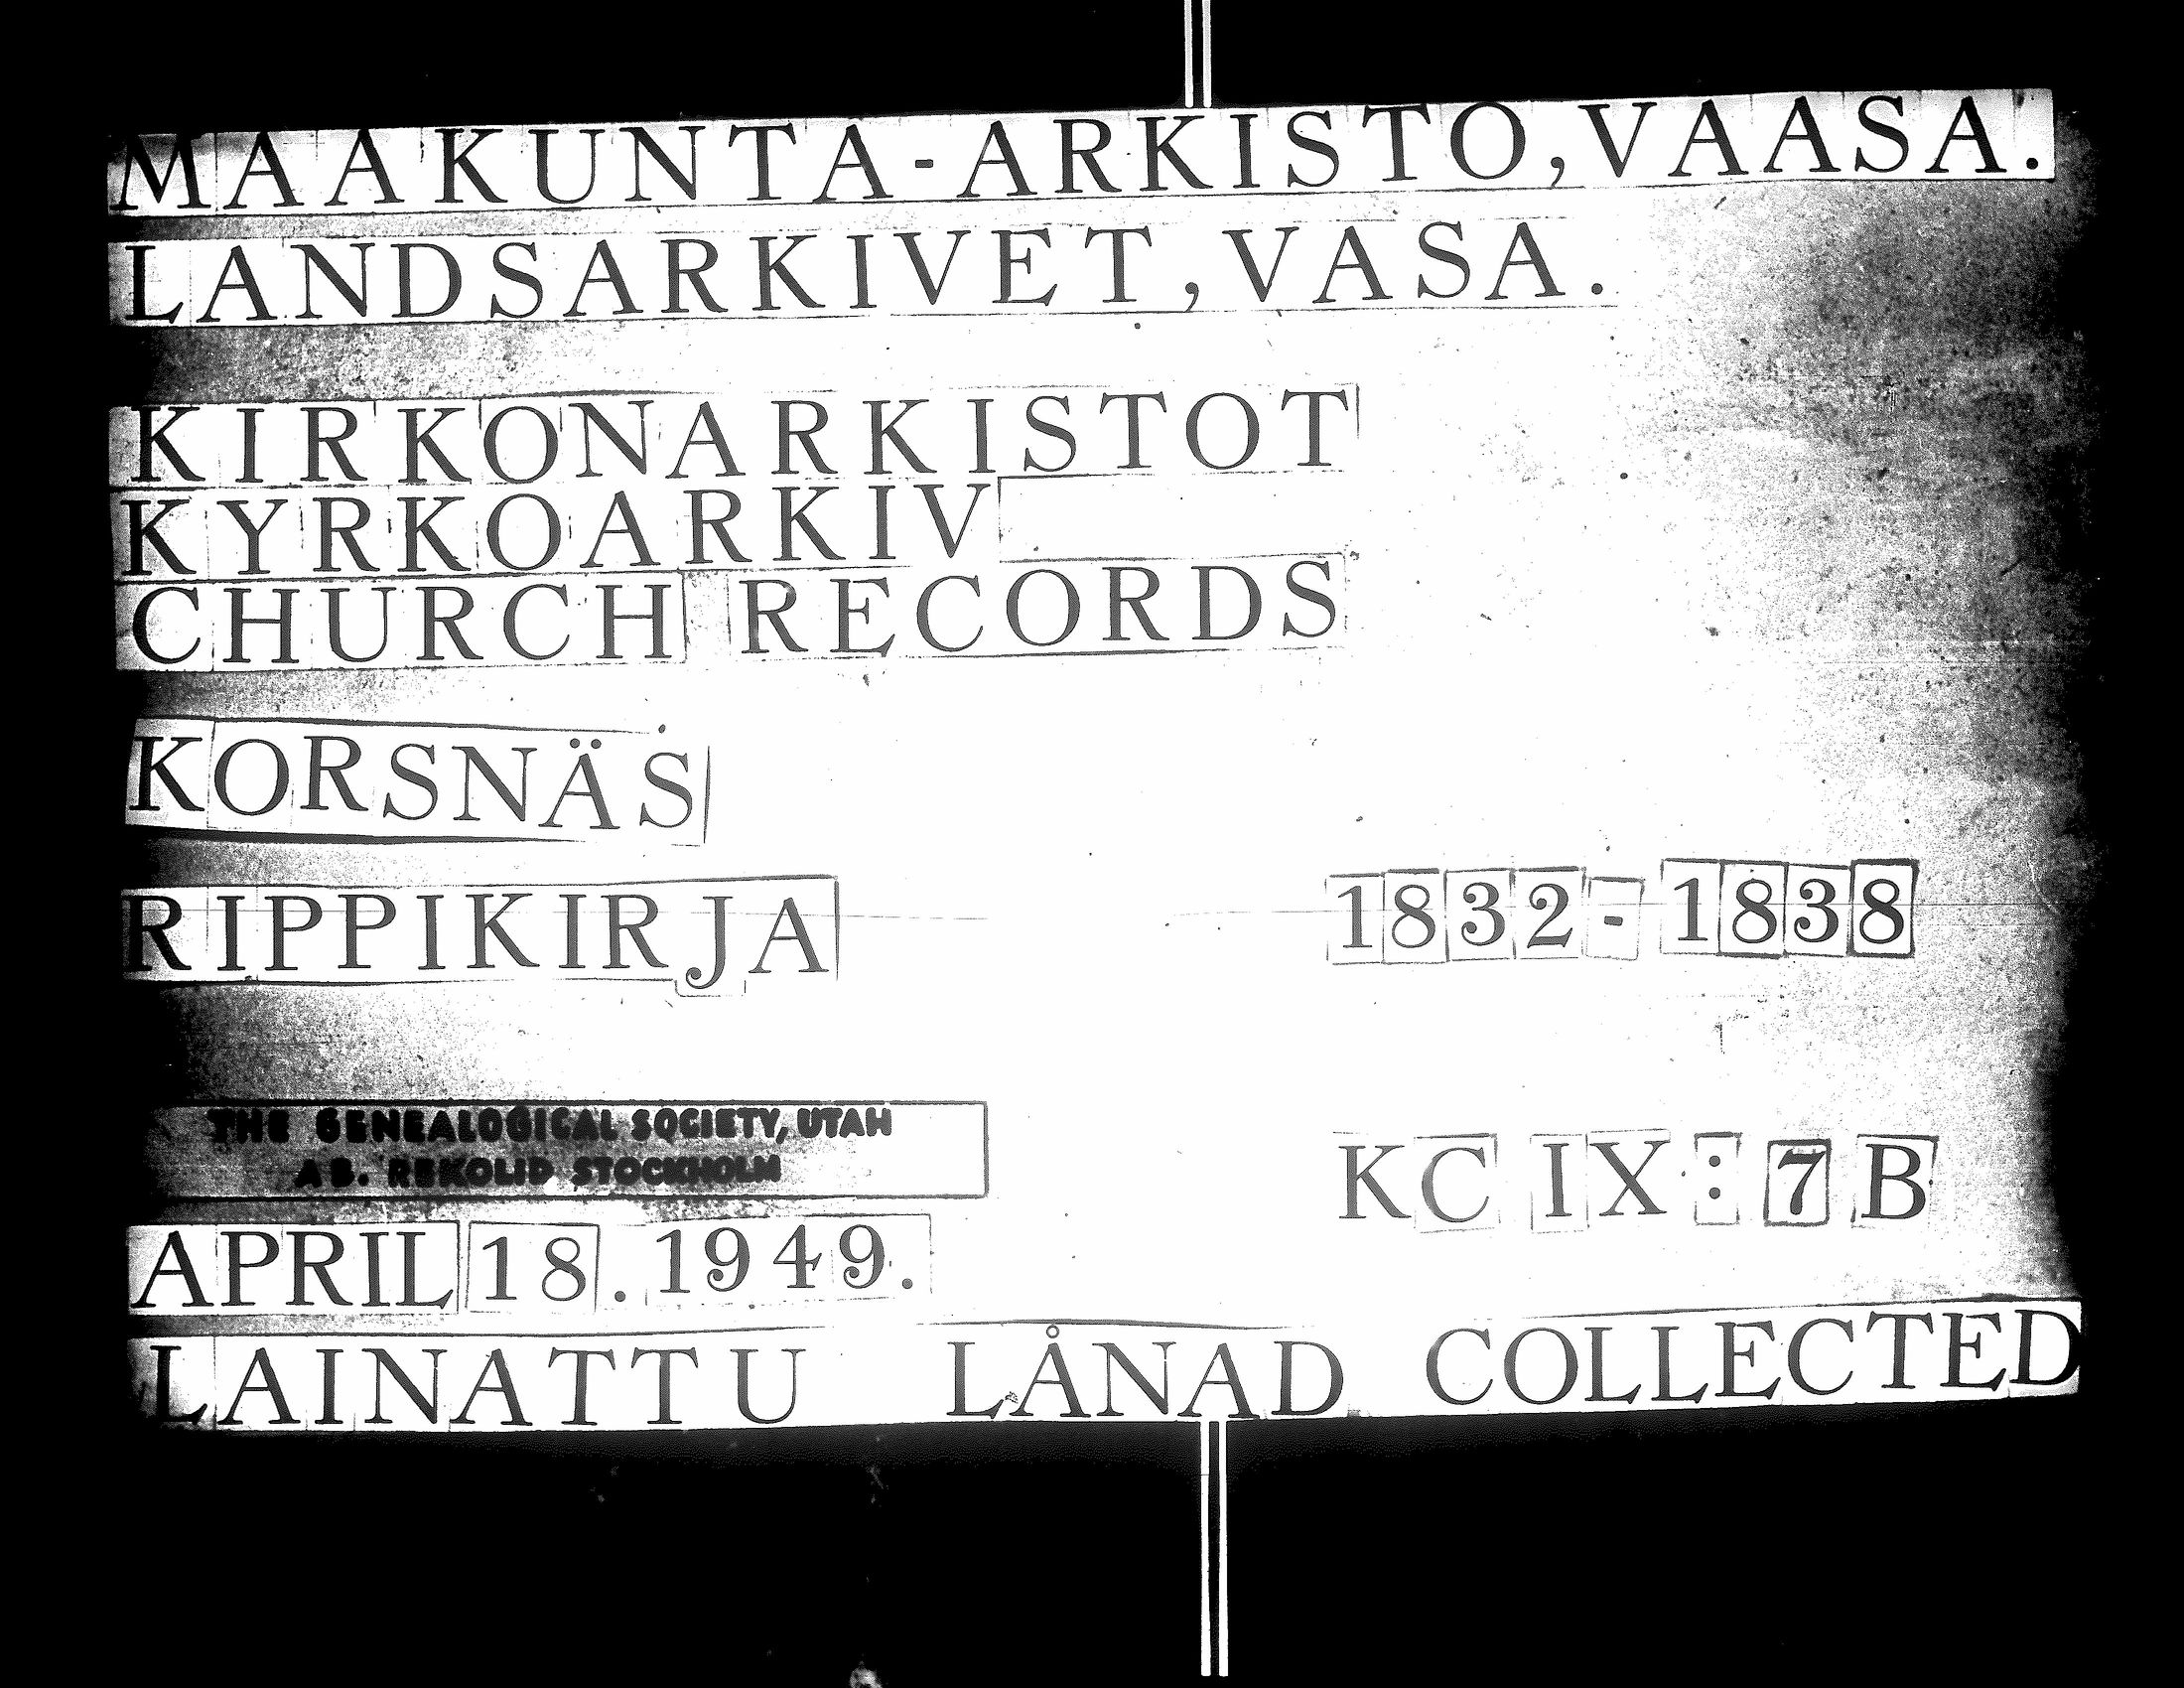 MAAKUNTA-ARKISTO, VAASA.
LANDSARKIVET, VASA.
KIRKONARKISTOT
KYRKOARKIV
CHURCH RECORDS
KORSNÄS
RIPPIKIRJA 1832-1838
THE GENEALOGICAL SOCIETY, UTAH
AB. REKOLID STOCKHOLM
KC IX:7B
APRIL 18. 1949.
LAINATTU LÅNAD COLLECTED